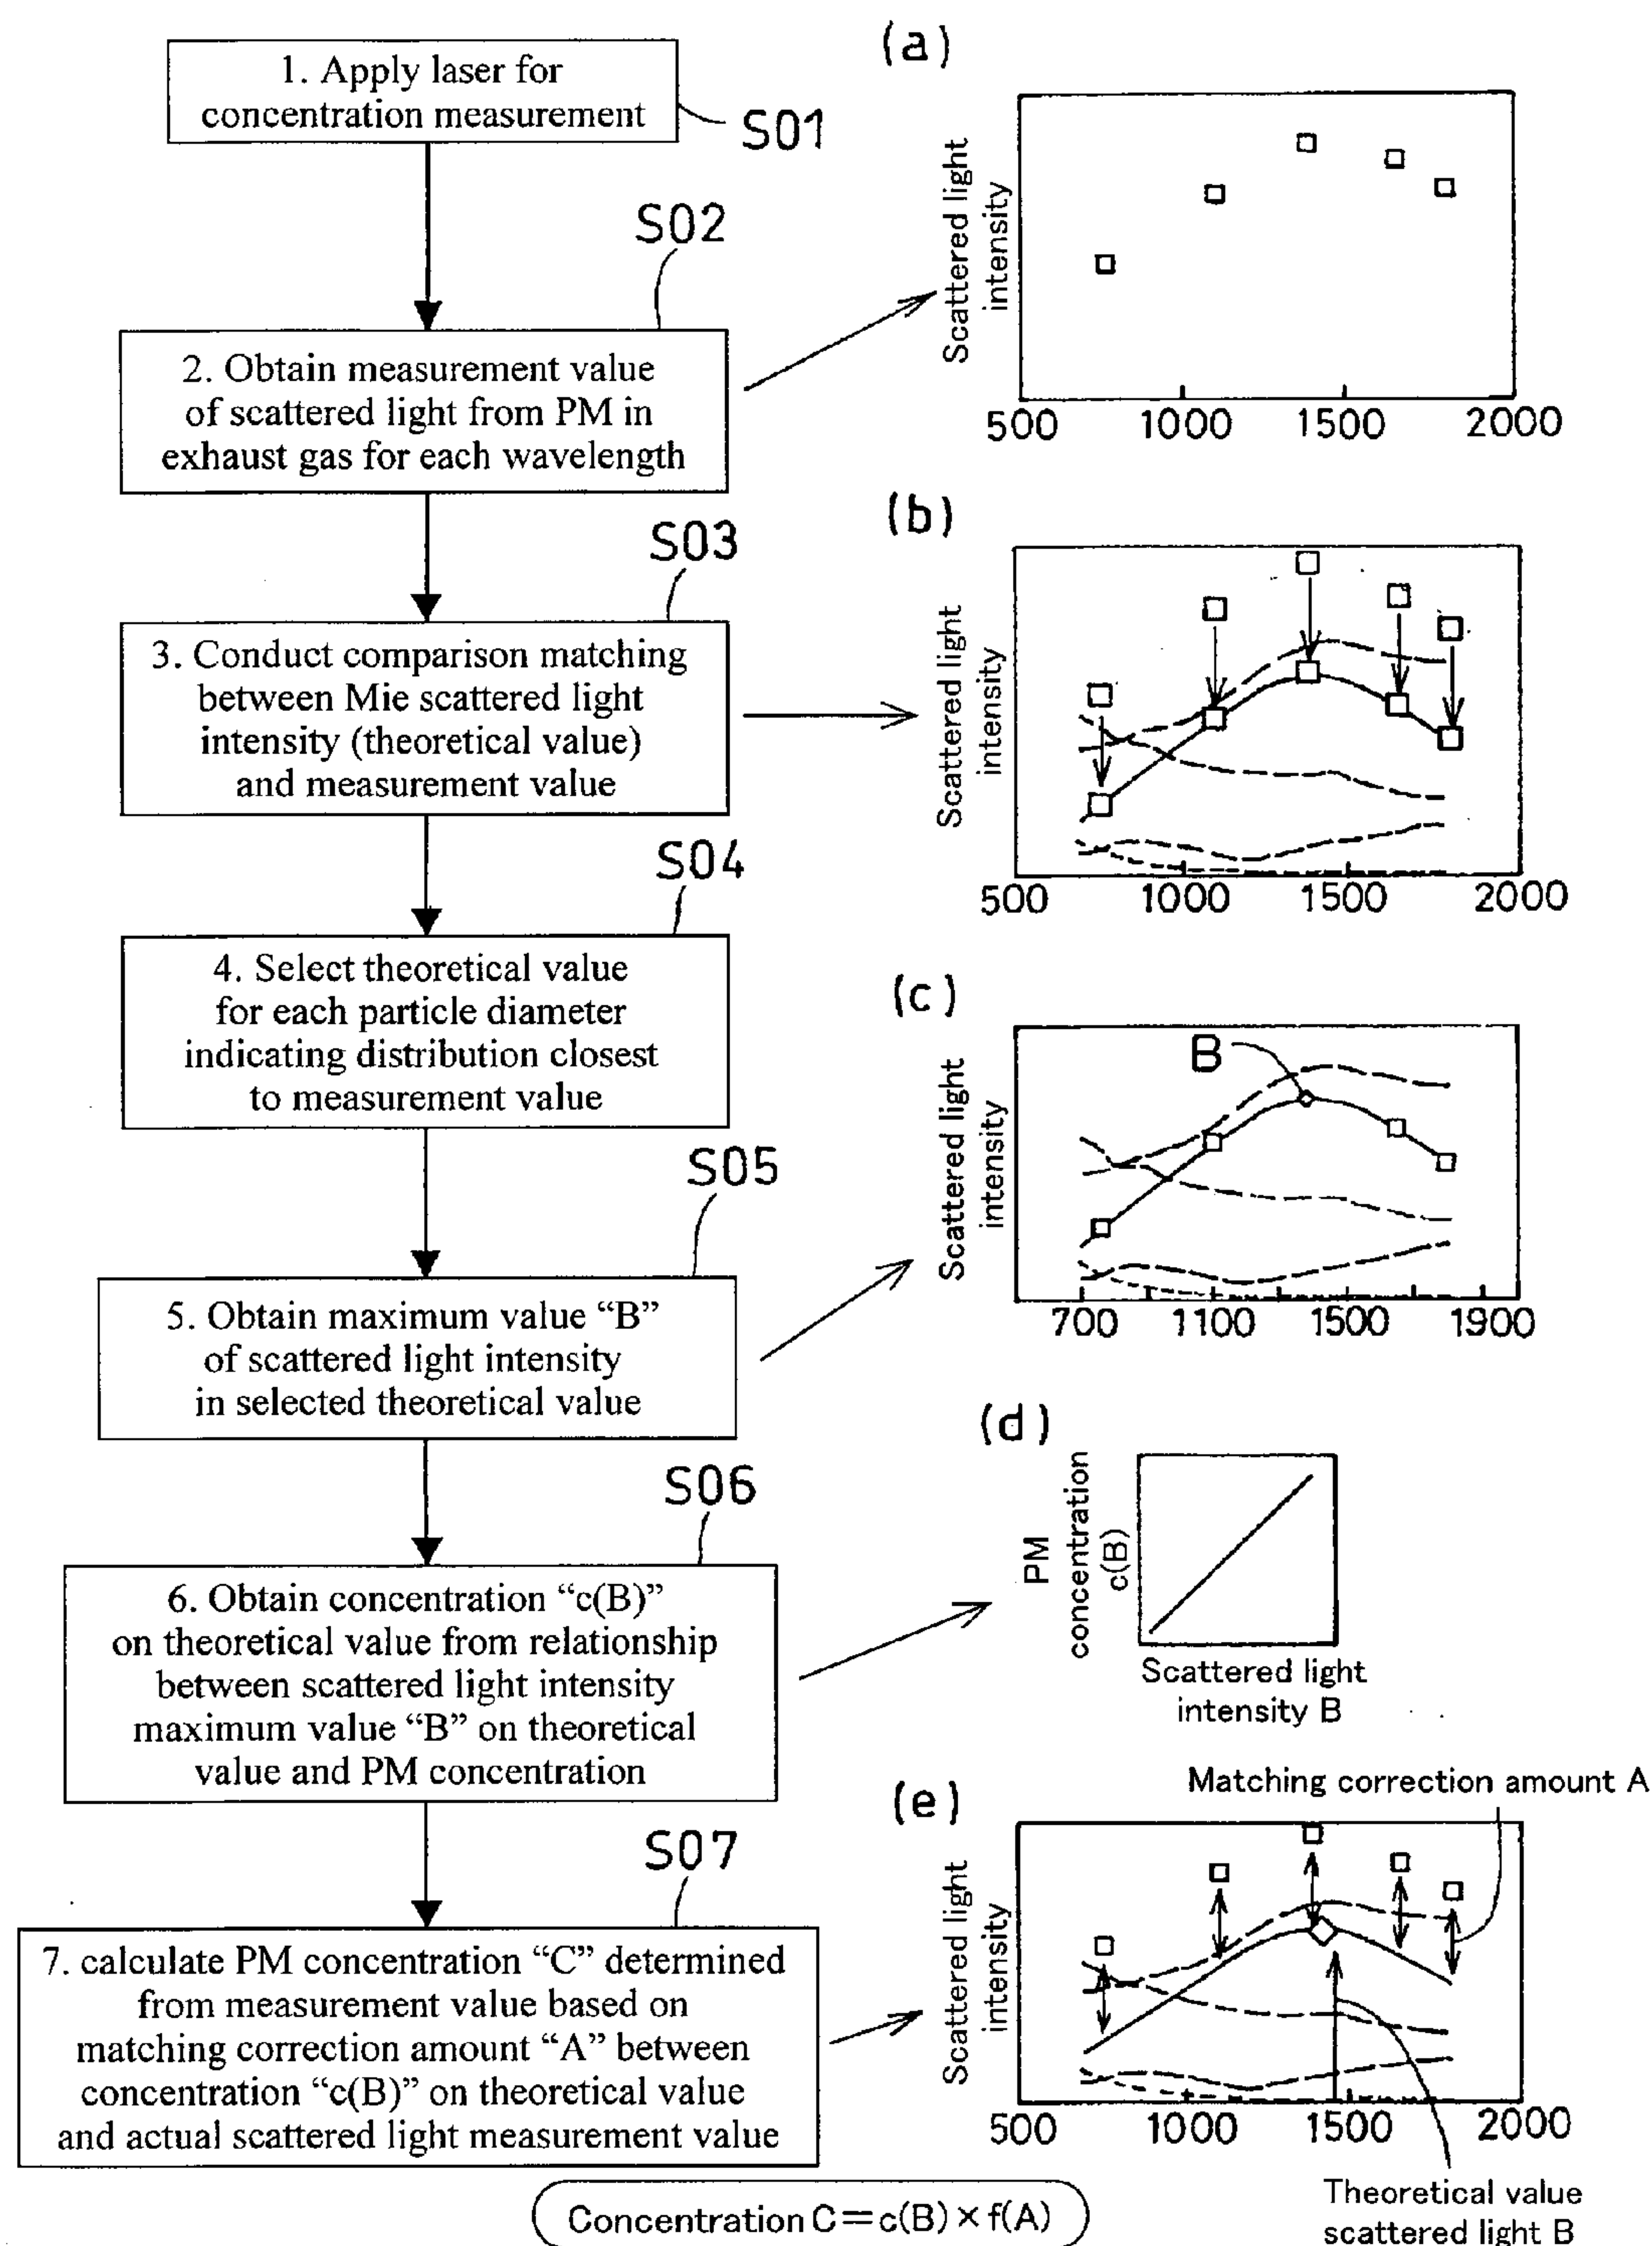 1. Apply laser for
concentration measurement
S01
S02
2. Obtain measurement value
of scattered light from PM in
exhaust gas for each wavelength
S03
3. Conduct comparison matching
between Mie scattered light
intensity (theoretical value)
and measurement value
S04
4. Select theoretical value
for each particle diameter
indicating distribution closest
to measurement value
S05
5. Obtain maximum value “B”
of scattered light intensity
in selected theoretical value
S06
6. Obtain concentration “c(B)”
on theoretical value from relationship
between scattered light intensity
maximum value “B” on theoretical
value and PM concentration
S07
7. calculate PM concentration “C” determined
from measurement value based on
matching correction amount “A” between
concentration “c(B)” on theoretical value
and actual scattered light measurement value
Concentration C=c(B)×f(A)
(a)
Scattered light
intensity
500 1000 1500 2000
(b)
Scattered light
intensity
500 1000 1500 2000
(c)
B
Scattered light
intensity
700 1100 1500 1900
(d)
PM
concentration
c(B)
Scattered light
intensity B
(e)
Matching correction amount A
Scattered light
intensity
500 1000 1500 2000
Theoretical value
scattered light B